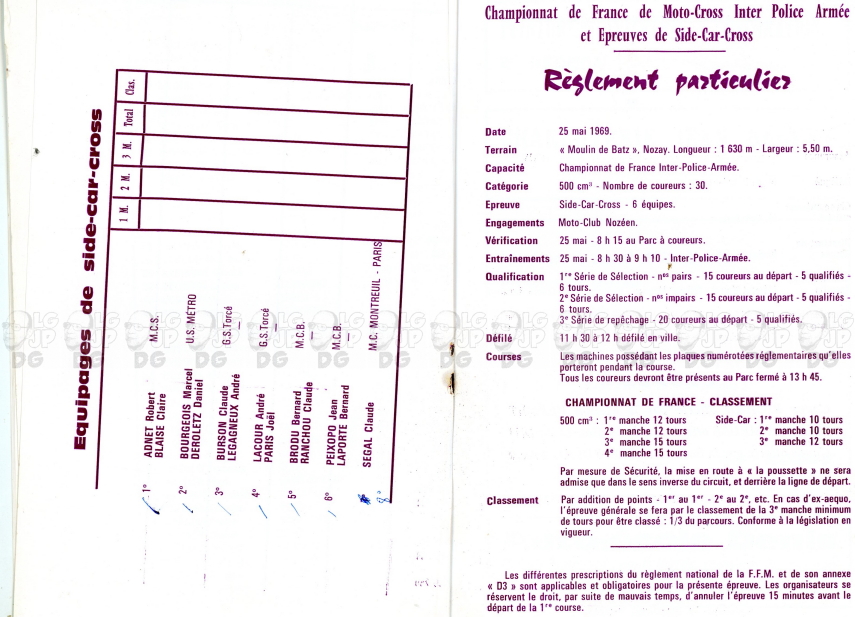 Equipages de side-car-cross
1 M. 2 M. 3 M. Total Clas.
1º ADNET Robert M.C.S.
BLAISE Claire
2º BOURGEOIS Marcel U.S. MÉTRO
DEROLETZ Daniel
3º BURSON Claude G.S.Torcé
LEGAGNEUX André —
4º LACOUR André G.S.Torcé
PARIS Joël —
5º BRODU Bernard M.C.B.
RANCHOU Claude —
6º PEIXOPO Jean M.C.B.
LAPORTE Bernard —
8º SEGAL Claude M.C. MONTREUIL - PARIS
Championnat de France de Moto-Cross Inter Police Armée
et Epreuves de Side-Car-Cross
Règlement particulier
Date 25 mai 1969.
Terrain « Moulin de Batz », Nozay. Longueur : 1 630 m - Largeur : 5,50 m.
Capacité Championnat de France Inter-Police-Armée.
Catégorie 500 cm³ - Nombre de coureurs : 30.
Epreuve Side-Car-Cross - 6 équipes.
Engagements Moto-Club Nozéen.
Vérification 25 mai - 8 h 15 au Parc à coureurs.
Entraînements 25 mai - 8 h 30 à 9 h 10 - Inter-Police-Armée.
Qualification 1re Série de Sélection - nos pairs - 15 coureurs au départ - 5 qualifiés -
6 tours.
2e Série de Sélection - nos impairs - 15 coureurs au départ - 5 qualifiés -
6 tours.
3e Série de repêchage - 20 coureurs au départ - 5 qualifiés.
Défilé 11 h 30 à 12 h défilé en ville.
Courses Les machines possédant les plaques numérotées réglementaires qu'elles
porteront pendant la course.
Tous les coureurs devront être présents au Parc fermé à 13 h 45.
CHAMPIONNAT DE FRANCE - CLASSEMENT
500 cm³ : 1re manche 12 tours Side-Car : 1re manche 10 tours
2e manche 12 tours 2e manche 10 tours
3e manche 15 tours 3e manche 12 tours
4e manche 15 tours
Par mesure de Sécurité, la mise en route à « la poussette » ne sera
admise que dans le sens inverse du circuit, et derrière la ligne de départ.
Classement Par addition de points - 1er au 1er - 2e au 2e, etc. En cas d'ex-aequo,
l'épreuve générale se fera par le classement de la 3e manche minimum
de tours pour être classé : 1/3 du parcours. Conforme à la législation en
vigueur.
Les différentes prescriptions du règlement national de la F.F.M. et de son annexe
« D3 » sont applicables et obligatoires pour la présente épreuve. Les organisateurs se
réservent le droit, par suite de mauvais temps, d'annuler l'épreuve 15 minutes avant le
départ de la 1re course.
LG
JP
DG